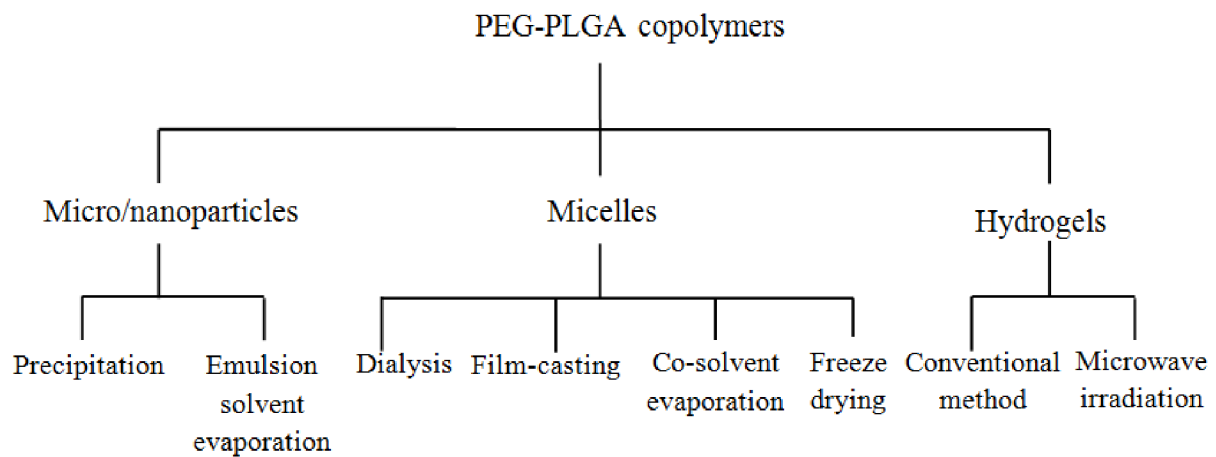 PEG-PLGA copolymers
Micro/nanoparticles
Micelles
Hydrogels
Precipitation
Emulsion
solvent
evaporation
Dialysis
Film-casting
Co-solvent
evaporation
Freeze
drying
Conventional
method
Microwave
irradiation